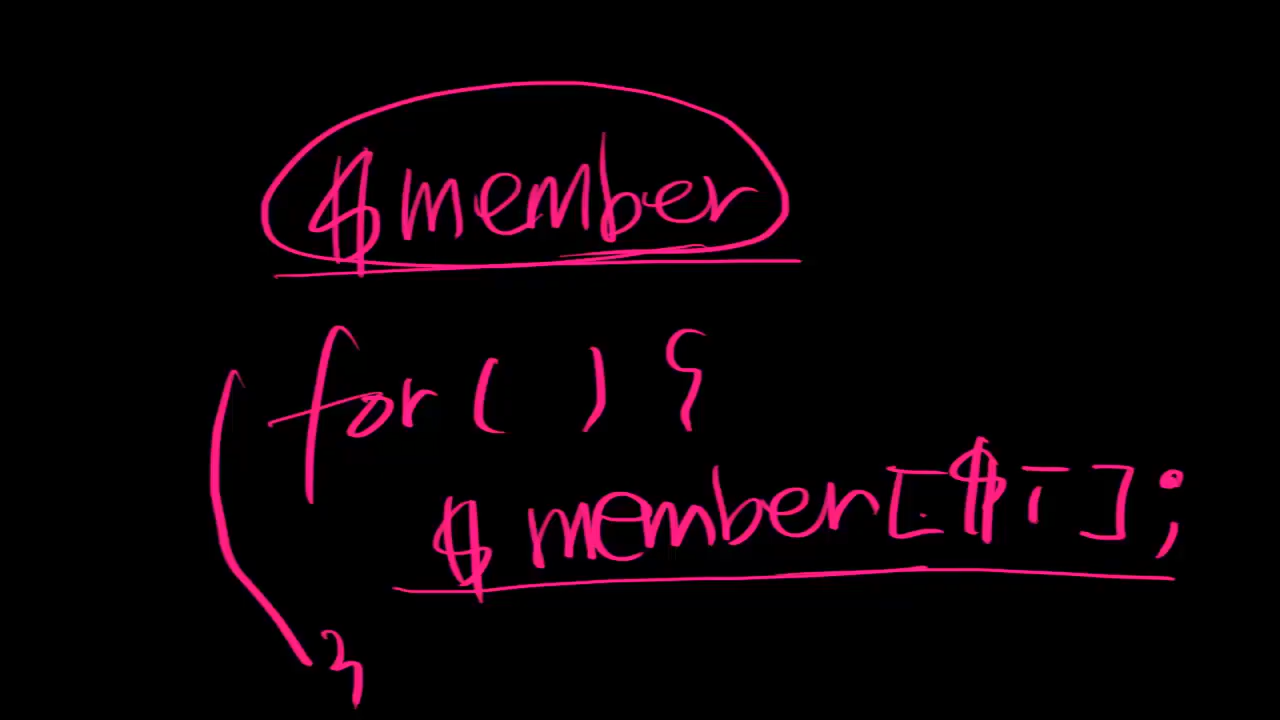 $member
for ( ) {
$member[$i];
}